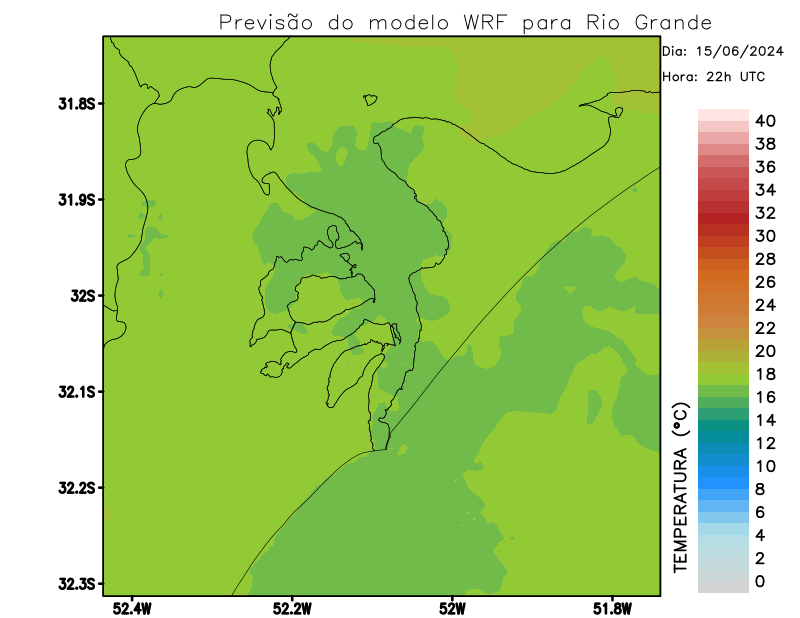 Previsão do modelo WRF para Rio Grande
Dia: 15/06/2024
Hora: 22h UTC
31.8S
31.9S
32S
32.1S
32.2S
32.3S
52.4W
52.2W
52W
51.8W
40
38
36
34
32
30
28
26
24
22
20
18
16
14
12
10
8
6
4
2
0
TEMPERATURA (°C)